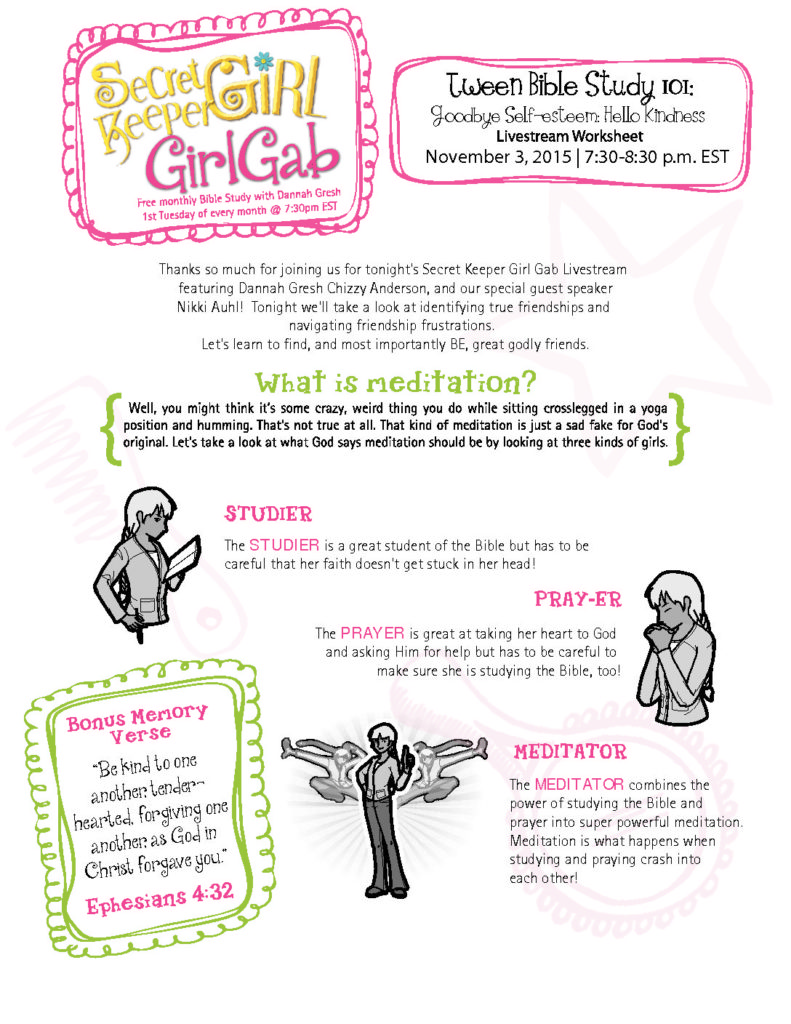 Secret
Keeper GiRL
GirlGab
Free monthly Bible Study with Dannah Gresh
1st Tuesday of every month @ 7:30pm EST
Tween Bible Study 101:
Goodbye Self-esteem: Hello Kindness
Livestream Worksheet
November 3, 2015 | 7:30-8:30 p.m. EST
Thanks so much for joining us for tonight's Secret Keeper Girl Gab Livestream
featuring Dannah Gresh Chizzy Anderson, and our special guest speaker
Nikki Auhl! Tonight we'll take a look at identifying true friendships and
navigating friendship frustrations.
Let's learn to find, and most importantly BE, great godly friends.
What is meditation?
Well, you might think it's some crazy, weird thing you do while sitting crosslegged in a yoga
position and humming. That's not true at all. That kind of meditation is just a sad fake for God's
original. Let's take a look at what God says meditation should be by looking at three kinds of girls.
STUDIER
The STUDIER is a great student of the Bible but has to be
careful that her faith doesn't get stuck in her head!
PRAY-ER
The PRAYER is great at taking her heart to God
and asking Him for help but has to be careful to
make sure she is studying the Bible, too!
Bonus Memory
Verse
"Be kind to one
another, tender-
hearted, forgiving one
another, as God in
Christ forgave you."
Ephesians 4:32
MEDITATOR
The MEDITATOR combines the
power of studying the Bible and
prayer into super powerful meditation.
Meditation is what happens when
studying and praying crash into
each other!